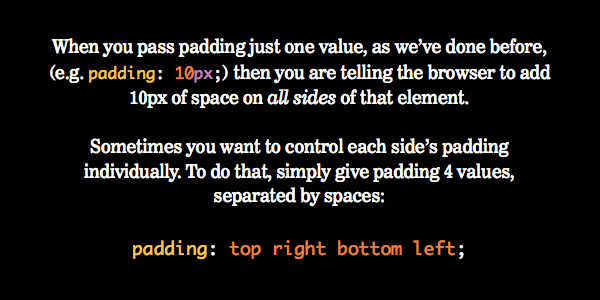 When you pass padding just one value, as we’ve done before,
(e.g. padding: 10px;) then you are telling the browser to add
10px of space on all sides of that element.
Sometimes you want to control each side’s padding
individually. To do that, simply give padding 4 values,
separated by spaces:
padding: top right bottom left;